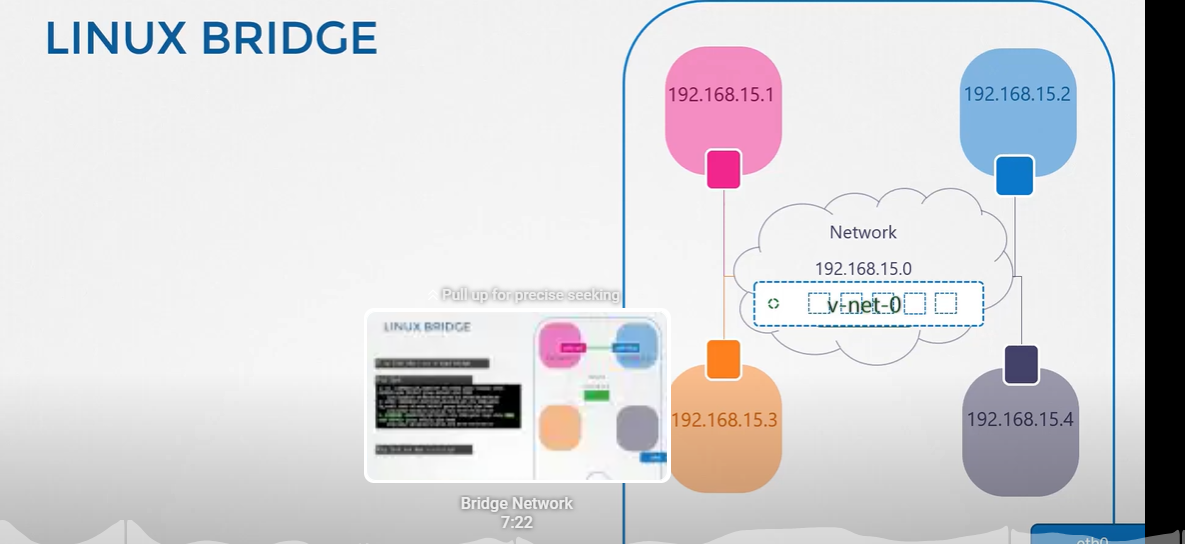 LINUX BRIDGE
192.168.15.1
192.168.15.2
Network
192.168.15.0
v-net-0
Pull up for precise seeking
LINUX BRIDGE
192.168.15.3
192.168.15.4
Bridge Network
7:22
eth0